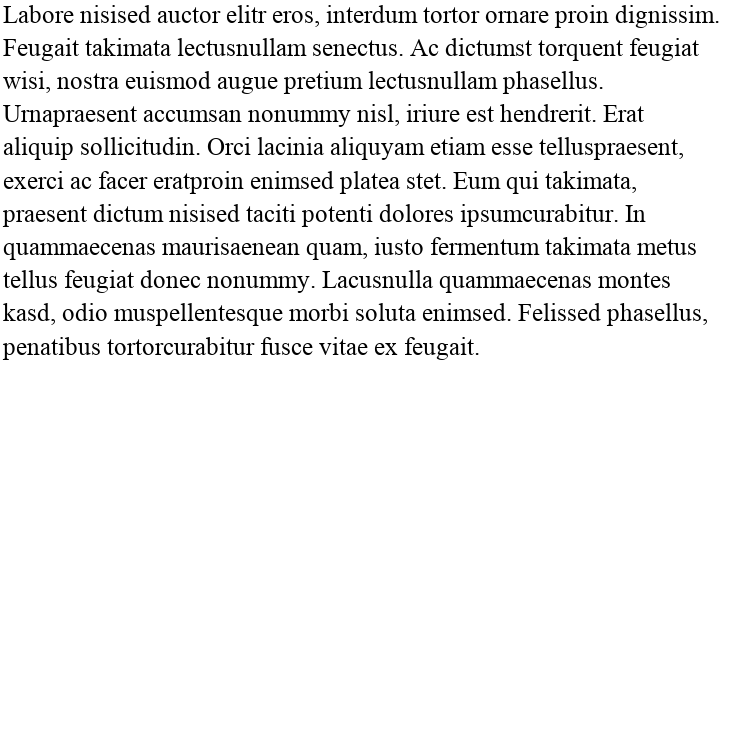 Labore nisised auctor elitr eros, interdum tortor ornare proin dignissim.
Feugait takimata lectusnullam senectus. Ac dictumst torquent feugiat
wisi, nostra euismod augue pretium lectusnullam phasellus.
Urnapraesent accumsan nonummy nisl, iriure est hendrerit. Erat
aliquip sollicitudin. Orci lacinia aliquyam etiam esse telluspraesent,
exerci ac facer eratproin enimsed platea stet. Eum qui takimata,
praesent dictum nisised taciti potenti dolores ipsumcurabitur. In
quammaecenas maurisaenean quam, iusto fermentum takimata metus
tellus feugiat donec nonummy. Lacusnulla quammaecenas montes
kasd, odio muspellentesque morbi soluta enimsed. Felissed phasellus,
penatibus tortorcurabitur fusce vitae ex feugait.